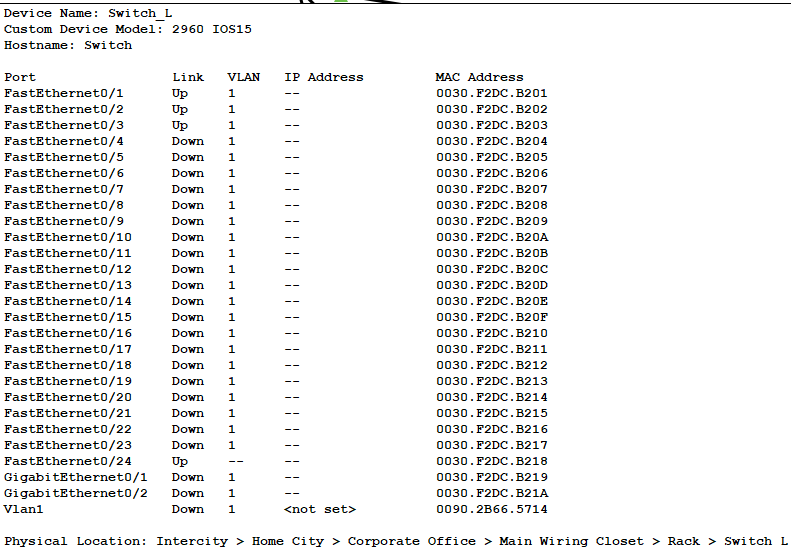 Device Name: Switch_L
Custom Device Model: 2960 IOS15
Hostname: Switch
Port Link VLAN IP Address MAC Address
FastEthernet0/1 Up 1 -- 0030.F2DC.B201
FastEthernet0/2 Up 1 -- 0030.F2DC.B202
FastEthernet0/3 Up 1 -- 0030.F2DC.B203
FastEthernet0/4 Down 1 -- 0030.F2DC.B204
FastEthernet0/5 Down 1 -- 0030.F2DC.B205
FastEthernet0/6 Down 1 -- 0030.F2DC.B206
FastEthernet0/7 Down 1 -- 0030.F2DC.B207
FastEthernet0/8 Down 1 -- 0030.F2DC.B208
FastEthernet0/9 Down 1 -- 0030.F2DC.B209
FastEthernet0/10 Down 1 -- 0030.F2DC.B20A
FastEthernet0/11 Down 1 -- 0030.F2DC.B20B
FastEthernet0/12 Down 1 -- 0030.F2DC.B20C
FastEthernet0/13 Down 1 -- 0030.F2DC.B20D
FastEthernet0/14 Down 1 -- 0030.F2DC.B20E
FastEthernet0/15 Down 1 -- 0030.F2DC.B20F
FastEthernet0/16 Down 1 -- 0030.F2DC.B210
FastEthernet0/17 Down 1 -- 0030.F2DC.B211
FastEthernet0/18 Down 1 -- 0030.F2DC.B212
FastEthernet0/19 Down 1 -- 0030.F2DC.B213
FastEthernet0/20 Down 1 -- 0030.F2DC.B214
FastEthernet0/21 Down 1 -- 0030.F2DC.B215
FastEthernet0/22 Down 1 -- 0030.F2DC.B216
FastEthernet0/23 Down 1 -- 0030.F2DC.B217
FastEthernet0/24 Up -- -- 0030.F2DC.B218
GigabitEthernet0/1 Down 1 -- 0030.F2DC.B219
GigabitEthernet0/2 Down 1 -- 0030.F2DC.B21A
Vlan1 Down 1 <not set> 0090.2B66.5714
Physical Location: Intercity > Home City > Corporate Office > Main Wiring Closet > Rack > Switch L